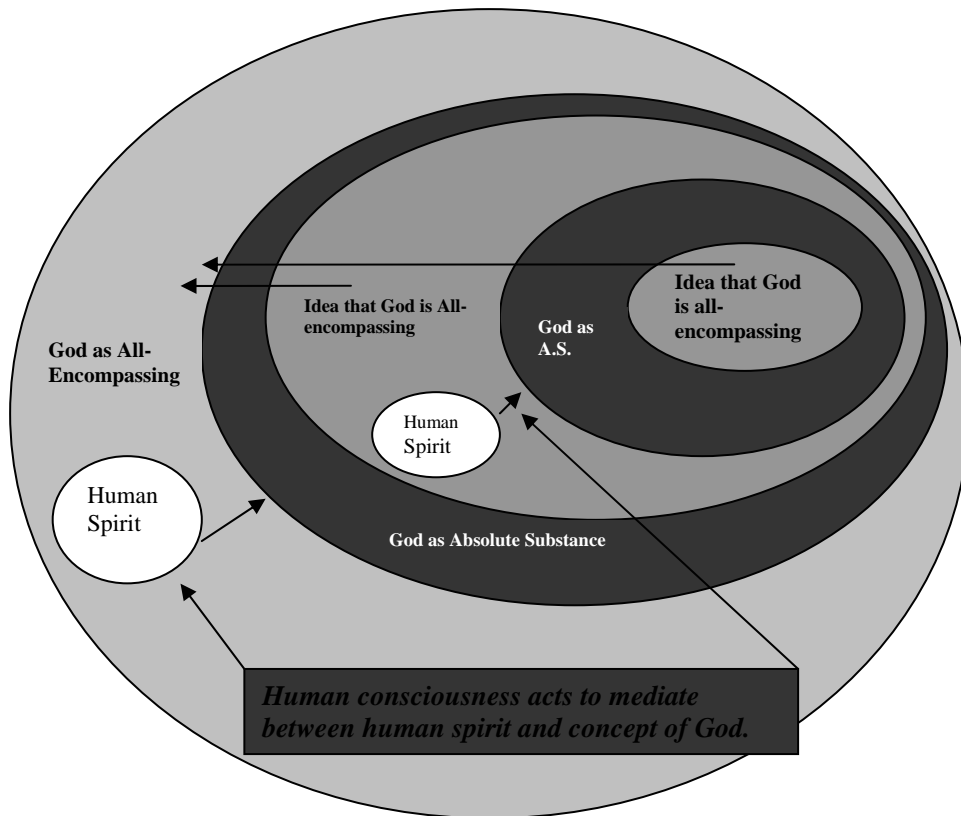 Idea that God
is all-
encompassing
Idea that God is All-
encompassing
God as
A.S.
God as All-
Encompassing
Human
Spirit
Human
Spirit
God as Absolute Substance
Human consciousness acts to mediate
between human spirit and concept of God.